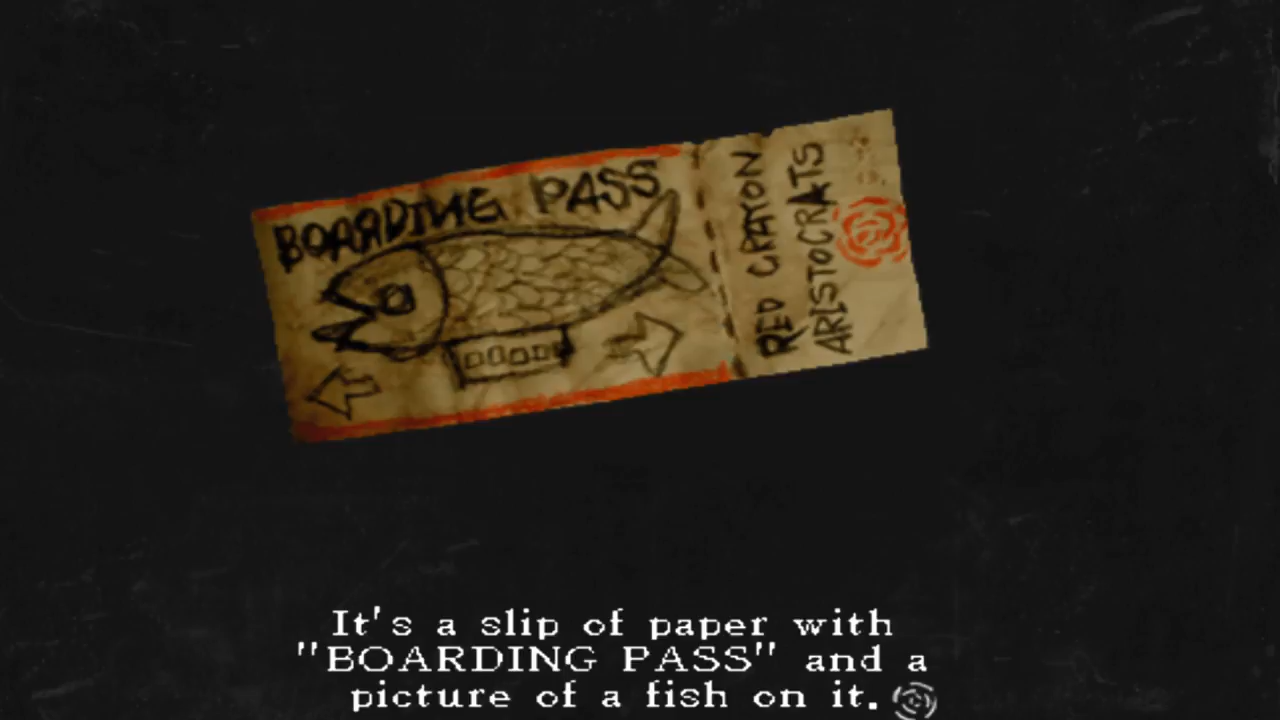 BOARDING PASS
RED CRAYON
ARISTOCRATS
It's a slip of paper with
"BOARDING PASS" and a
picture of a fish on it.